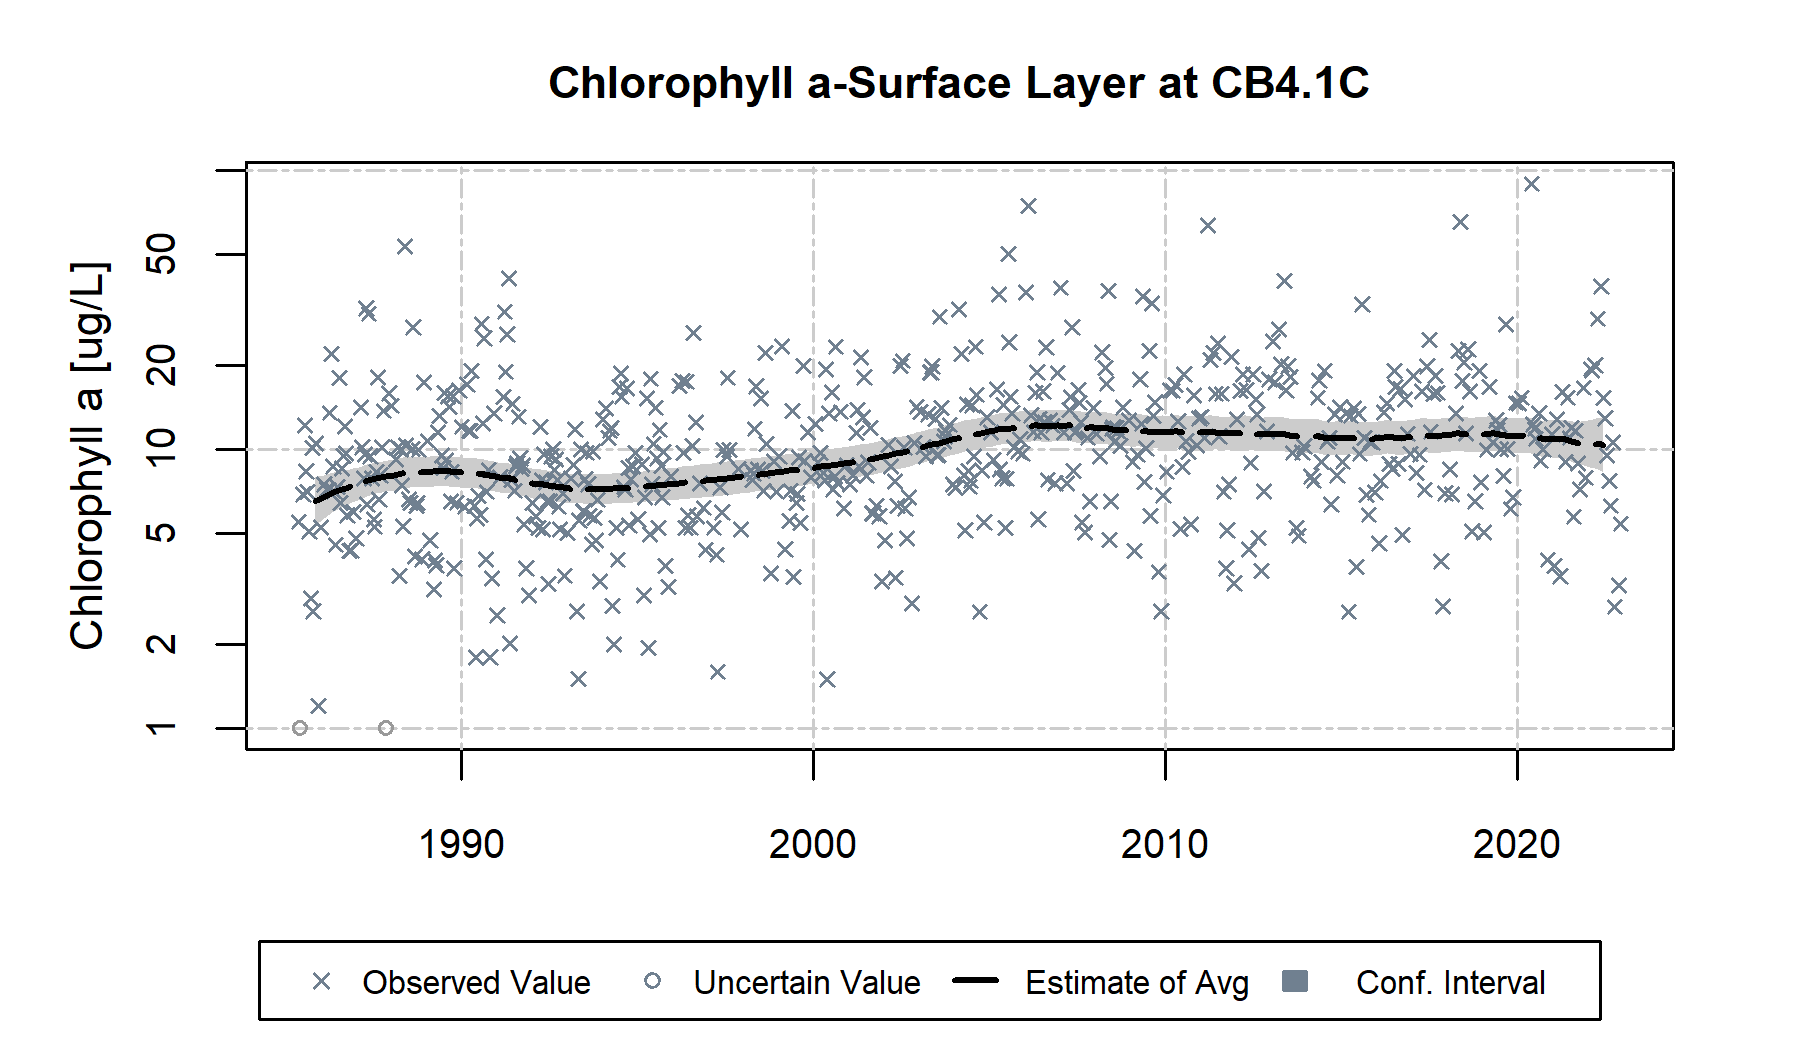 Chlorophyll a-Surface Layer at CB4.1C
Chlorophyll a [ug/L]
50
20
10
5
2
1
1990 2000 2010 2020
Observed Value Uncertain Value Estimate of Avg Conf. Interval